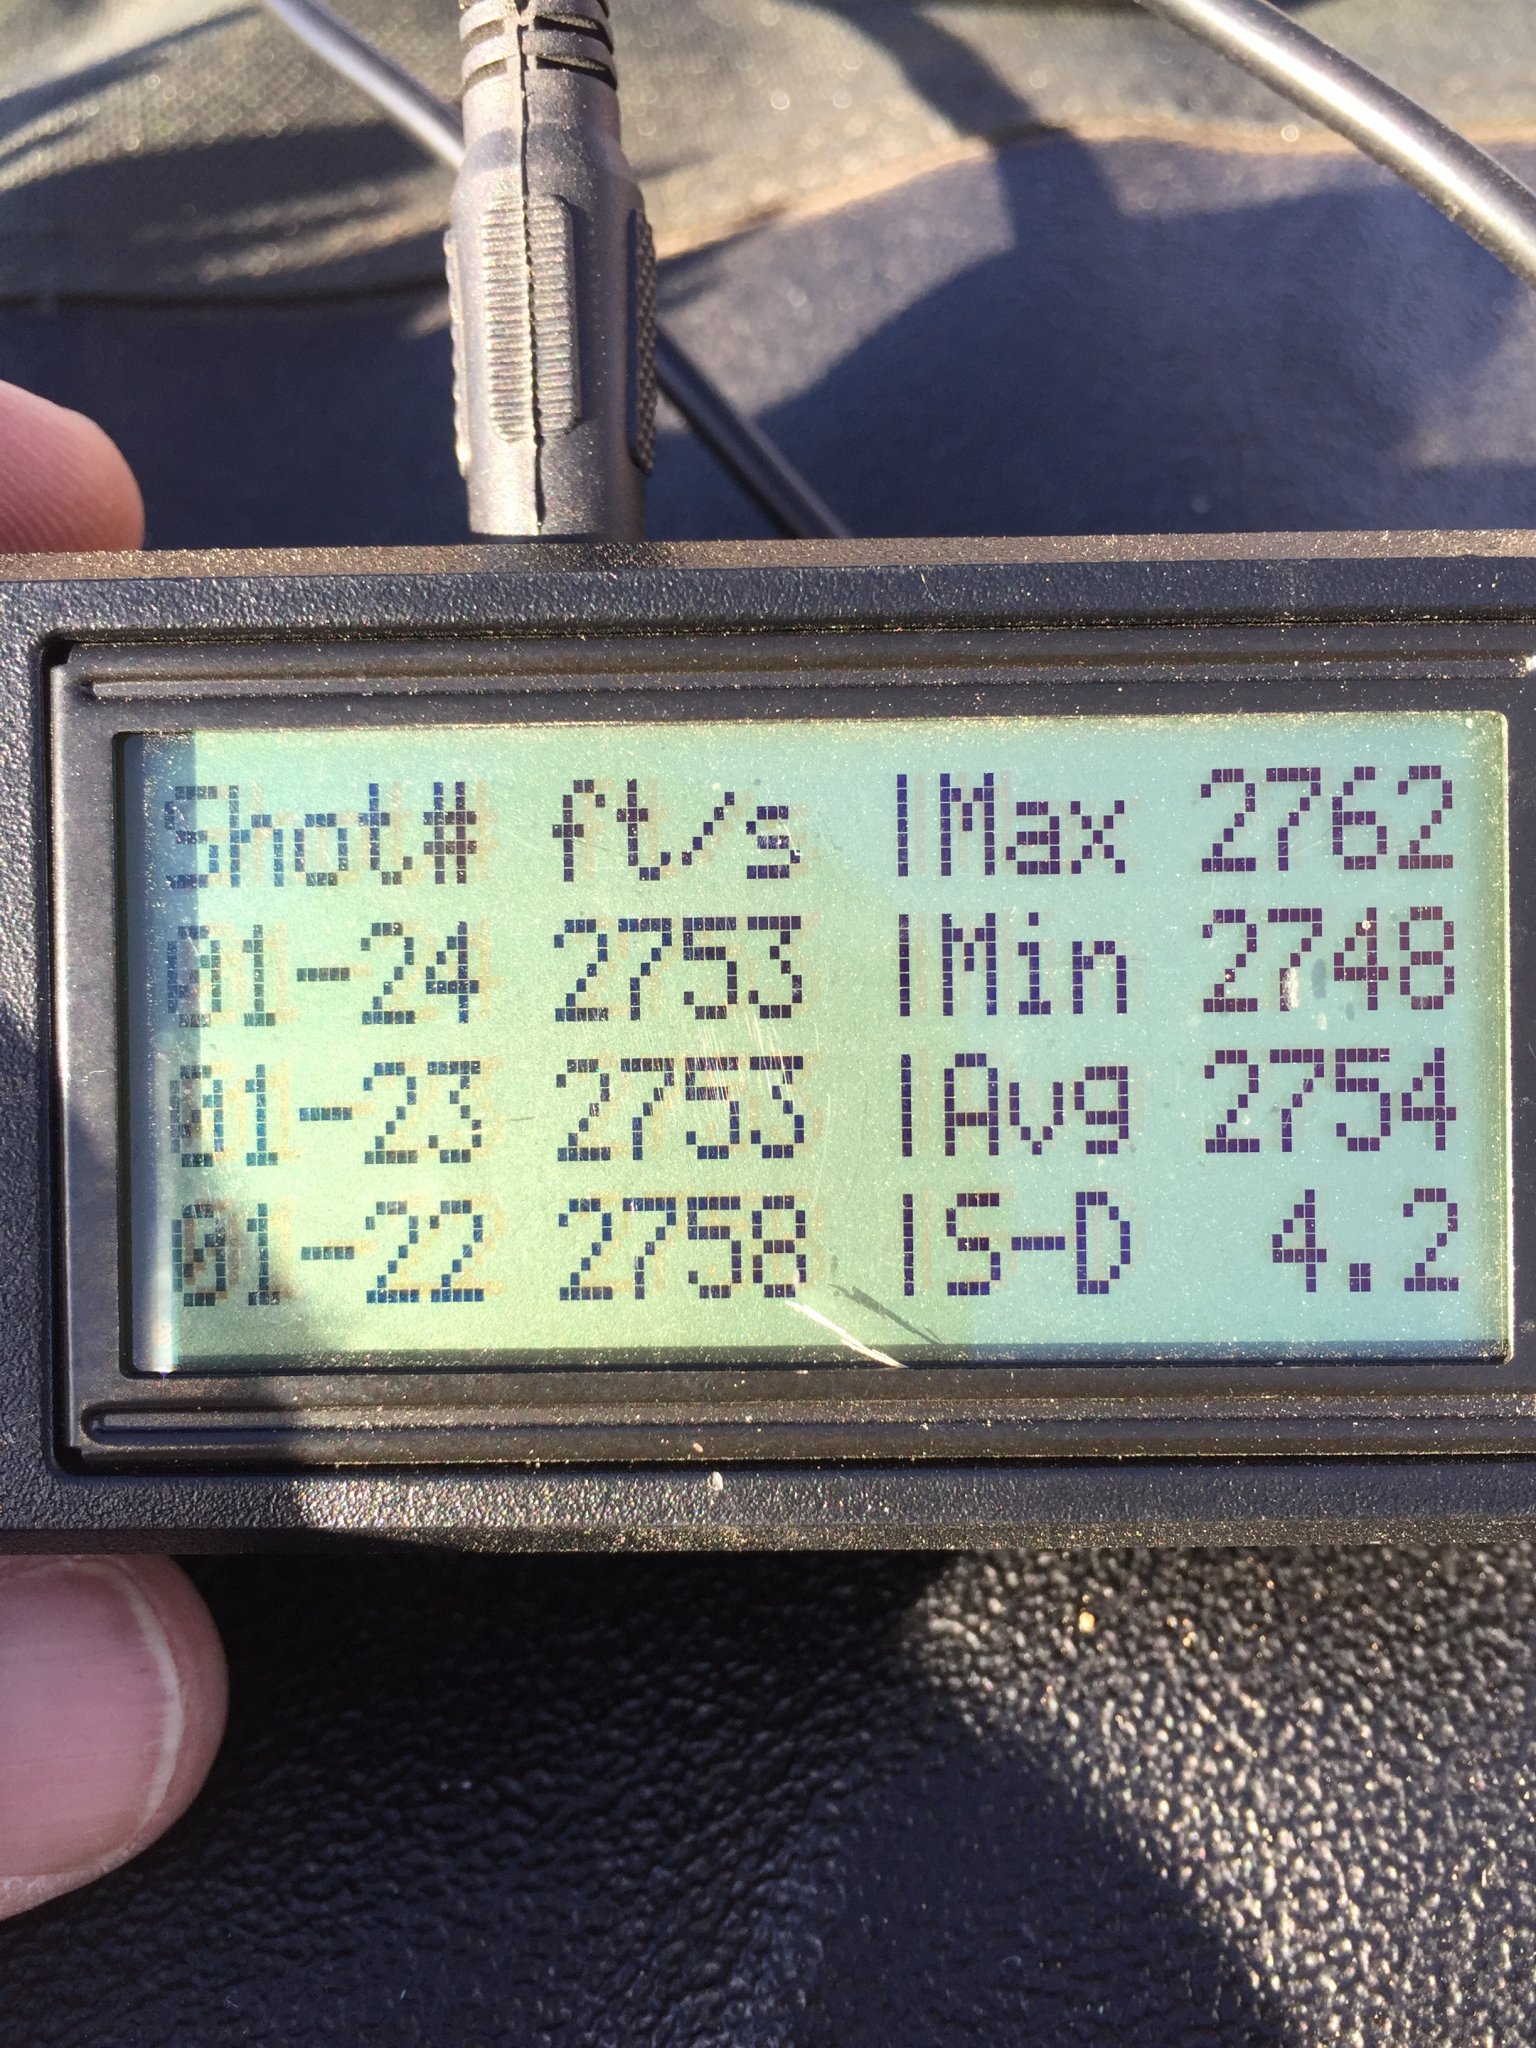 Shot# ft/s |Max 2762
01-24 2753 |Min 2748
01-23 2753 |Avg 2754
01-22 2758 |S-D 4.2